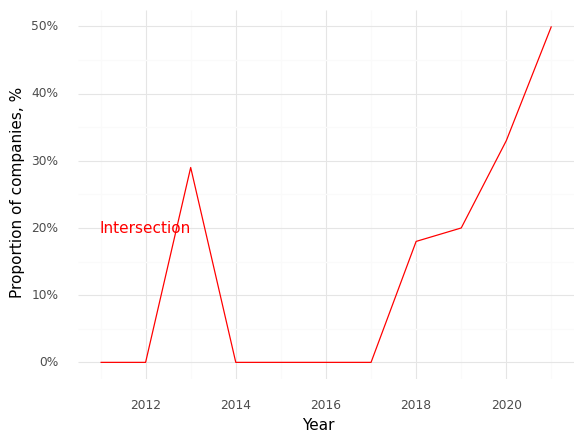 50%
40%
30%
20%
10%
0%
Proportion of companies, %
Intersection
2012 2014 2016 2018 2020
Year